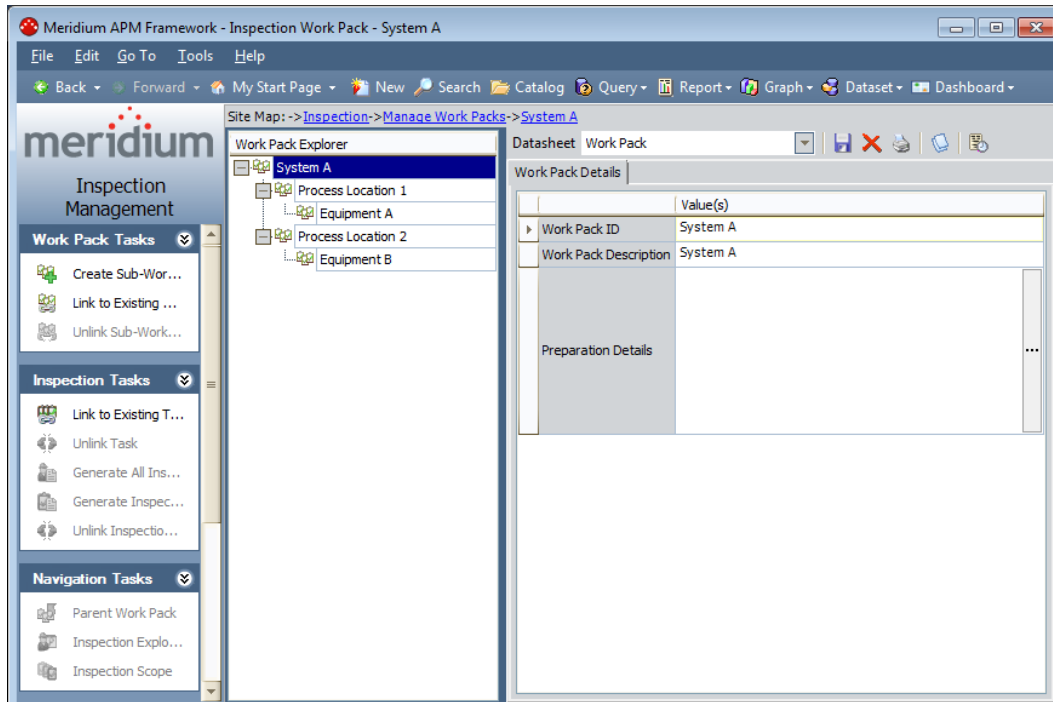 Meridium APM Framework - Inspection Work Pack - System A
File Edit Go To Tools Help
Back Forward My Start Page New Search Catalog Query Report Graph Dataset Dashboard
meridium
Inspection
Management
Work Pack Tasks
Create Sub-Wor...
Link to Existing ...
Unlink Sub-Work...
Inspection Tasks
Link to Existing T...
Unlink Task
Generate All Ins...
Generate Inspec...
Unlink Inspectio...
Navigation Tasks
Parent Work Pack
Inspection Explo...
Inspection Scope
Site Map: ->Inspection->Manage Work Packs->System A
Work Pack Explorer
System A
Process Location 1
Equipment A
Process Location 2
Equipment B
Datasheet Work Pack
Work Pack Details
Value(s)
Work Pack ID System A
Work Pack Description System A
Preparation Details ...